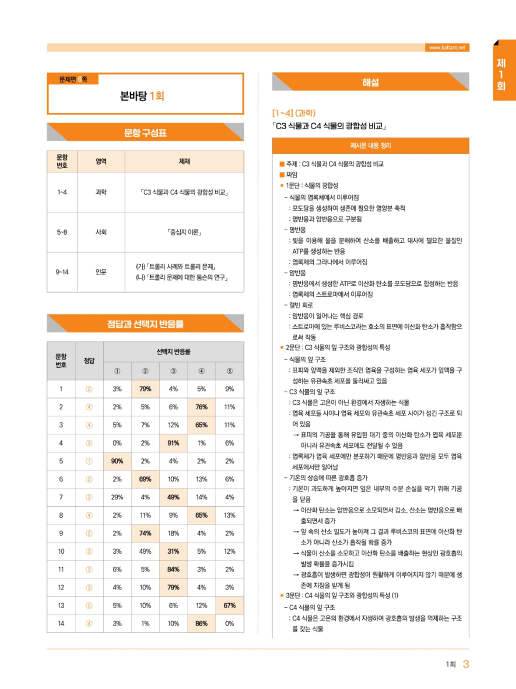 www.battant.net
제
1
회
문제편 쪽
본바탕 1회
문항 구성표
문항
번호
영역
제재
1~4 과학 「C3 식물과 C4 식물의 광합성 비교」
5~8 사회 「중심지 이론」
9~14 인문
(가) 「트롤리 사례와 트롤리 문제」
(나) 「트롤리 문제에 대한 톰슨의 연구」
정답과 선택지 반응률
문항
번호
정답
선택지 반응률
① ② ③ ④ ⑤
1 ② 3% 79% 4% 5% 9%
2 ④ 2% 5% 6% 76% 11%
3 ④ 5% 7% 12% 65% 11%
4 ③ 0% 2% 91% 1% 6%
5 ① 90% 2% 4% 2% 2%
6 ② 2% 69% 10% 13% 6%
7 ③ 29% 4% 49% 14% 4%
8 ④ 2% 11% 9% 65% 13%
9 ② 2% 74% 18% 4% 2%
10 ③ 3% 49% 31% 5% 12%
11 ③ 6% 5% 84% 3% 2%
12 ③ 4% 10% 79% 4% 3%
13 ⑤ 5% 10% 6% 12% 67%
14 ④ 3% 1% 10% 86% 0%
해설
[1~4] (과학)
「C3 식물과 C4 식물의 광합성 비교」
제시문 내용 정리
■ 주제 : C3 식물과 C4 식물의 광합성 비교
■ 짜임
● 1문단 : 식물의 광합성
– 식물의 엽록체에서 이루어짐
: 포도당을 생성하여 생존에 필요한 영양분 축적
: 명반응과 암반응으로 구분됨
– 명반응
: 빛을 이용해 물을 분해하여 산소를 배출하고 대사에 필요한 물질인
ATP를 생성하는 반응
: 엽록체의 그라나에서 이루어짐
– 암반응
: 명반응에서 생성한 ATP로 이산화 탄소를 포도당으로 합성하는 반응
: 엽록체의 스트로마에서 이루어짐
– 캘빈 회로
: 암반응이 일어나는 핵심 경로
: 스트로마에 있는 루비스코라는 효소의 표면에 이산화 탄소가 흡착함으
로써 작동
● 2문단 : C3 식물의 잎 구조와 광합성의 특성
– 식물의 잎 구조
: 표피와 잎맥을 제외한 조직인 엽육을 구성하는 엽육 세포가 잎맥을 구
성하는 유관속초 세포를 둘러싸고 있음
– C3 식물의 잎 구조
: C3 식물은 고온이 아닌 환경에서 자생하는 식물
: 엽육 세포들 사이나 엽육 세포와 유관속초 세포 사이가 성긴 구조로 되
어 있음
→ 표피의 기공을 통해 유입된 대기 중의 이산화 탄소가 엽육 세포뿐
아니라 유관속초 세포에도 전달될 수 있음
: 엽록체가 엽육 세포에만 분포하기 때문에 명반응과 암반응 모두 엽육
세포에서만 일어남
– 기온의 상승에 따른 광호흡 증가
: 기온이 과도하게 높아지면 잎은 내부의 수분 손실을 막기 위해 기공
을 닫음
→ 이산화 탄소는 암반응으로 소모되면서 감소, 산소는 명반응으로 배
출되면서 증가
→ 잎 속의 산소 밀도가 높아져 그 결과 루비스코의 표면에 이산화 탄
소가 아니라 산소가 흡착될 확률 증가
→ 식물이 산소를 소모하고 이산화 탄소를 배출하는 현상인 광호흡의
발생 확률을 증가시킴
→ 광호흡이 발생하면 광합성이 원활하게 이루어지지 않기 때문에 생
존에 지장을 받게 됨
● 3문단 : C4 식물의 잎 구조와 광합성의 특성 (1)
– C4 식물의 잎 구조
: C4 식물은 고온의 환경에서 자생하며 광호흡의 발생을 억제하는 구조
를 갖는 식물
1회 3